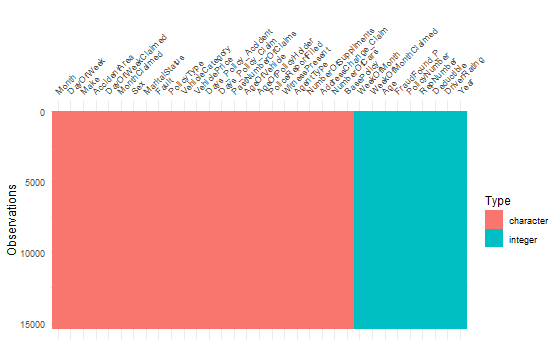 Month
DayOfWeek
Make
AccidentArea
DayOfWeekClaimed
MonthClaimed
Sex
MaritalStatus
Fault
PolicyType
VehicleCategory
VehiclePrice
Days_Policy_Accident
Days_Policy_Claim
PastNumberOfClaims
AgeOfVehicle
AgeOfPolicyHolder
PoliceReportFiled
WitnessPresent
AgentType
NumberOfSuppliments
AddressChange_Claim
NumberOfCars
BasePolicy
WeekOfMonth
WeekOfMonthClaimed
Age
FraudFound_P
PolicyNumber
RepNumber
Deductible
DriverRating
Year
0
5000
10000
15000
Observations
Type
character
integer